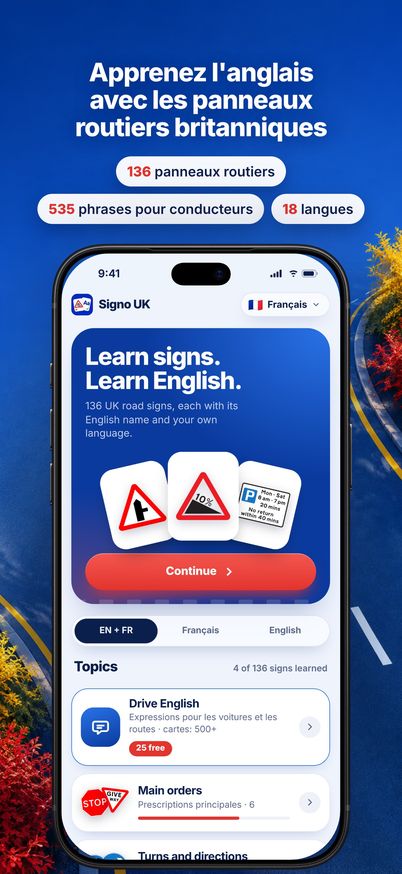 Apprenez l'anglais
avec les panneaux
routiers britanniques
136 panneaux routiers
535 phrases pour conducteurs
18 langues
9:41
Signo UK
Français
Learn signs.
Learn English.
136 UK road signs, each with its
English name and your own
language.
10%
P
Mon - Sat
8 am - 7 pm
20 mins
No return
within 40 mins
Continue
EN + FR
Français
English
Topics
4 of 136 signs learned
Drive English
Expressions pour les voitures et les
routes · cartes: 500+
25 free
STOP
GIVE
WAY
Main orders
Prescriptions principales · 6
Turns and directions